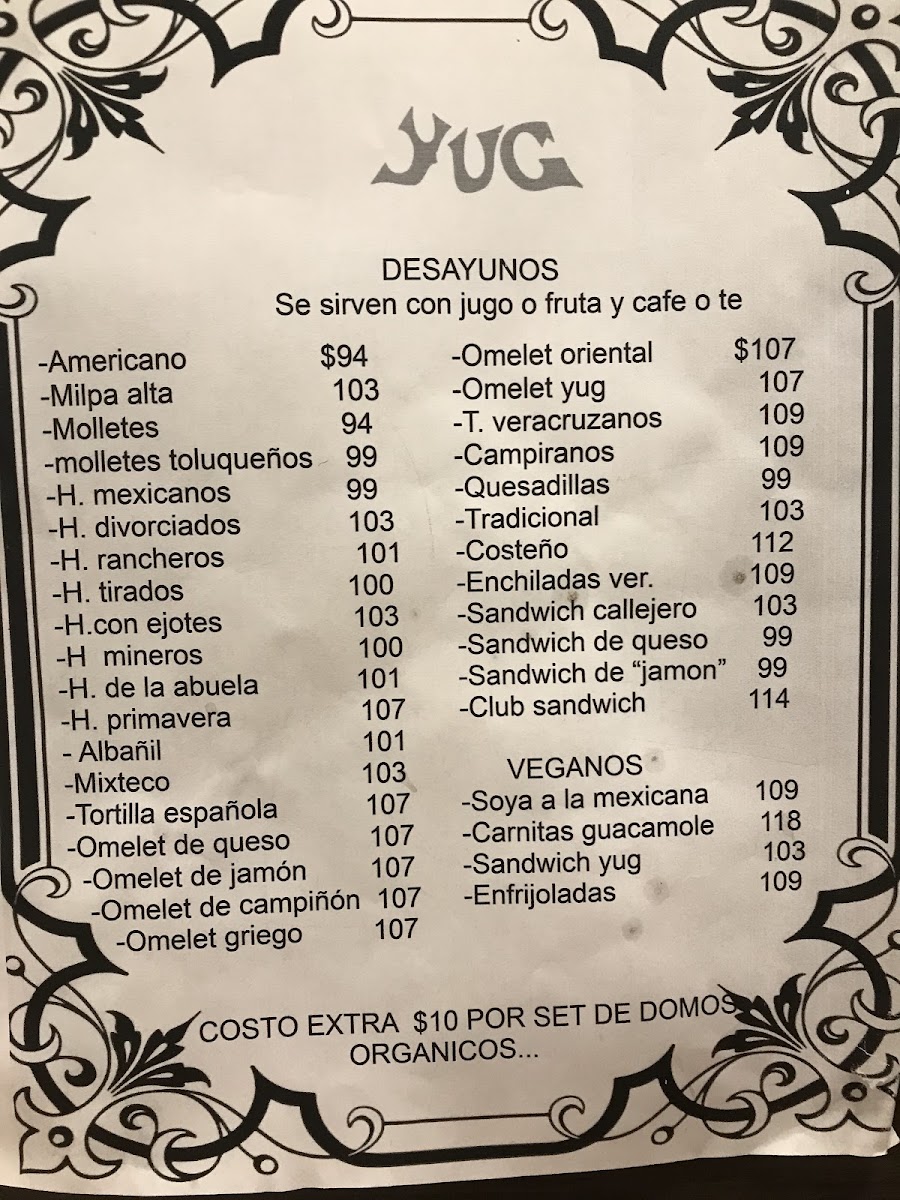 YUG
DESAYUNOS
Se sirven con jugo o fruta y cafe o te
-Americano $94
-Milpa alta 103
-Molletes 94
-molletes toluqueños 99
-H. mexicanos 99
-H. divorciados 103
-H. rancheros 101
-H. tirados 100
-H.con ejotes 103
-H mineros 100
-H. de la abuela 101
-H. primavera 107
- Albañil 101
-Mixteco 103
-Tortilla española 107
-Omelet de queso 107
-Omelet de jamón 107
-Omelet de campiñón 107
-Omelet griego 107
-Omelet oriental $107
-Omelet yug 107
-T. veracruzanos 109
-Campiranos 109
-Quesadillas 99
-Tradicional 103
-Costeño 112
-Enchiladas ver. 109
-Sandwich callejero 103
-Sandwich de queso 99
-Sandwich de “jamon” 99
-Club sandwich 114
VEGANOS
-Soya a la mexicana 109
-Carnitas guacamole 118
-Sandwich yug 103
-Enfrijoladas 109
COSTO EXTRA $10 POR SET DE DOMOS
ORGANICOS...